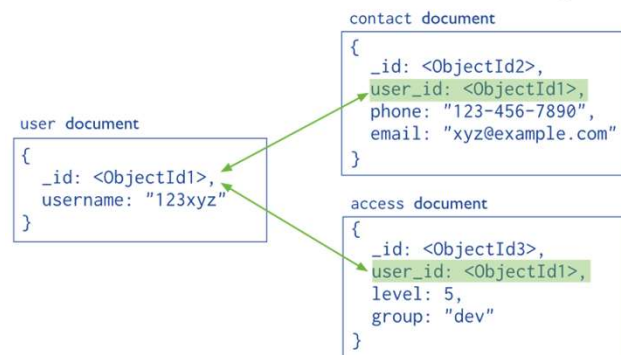 user document
{
_id: <ObjectId1>,
username: "123xyz"
}
contact document
{
_id: <ObjectId2>,
user_id: <ObjectId1>,
phone: "123-456-7890",
email: "xyz@example.com"
}
access document
{
_id: <ObjectId3>,
user_id: <ObjectId1>,
level: 5,
group: "dev"
}